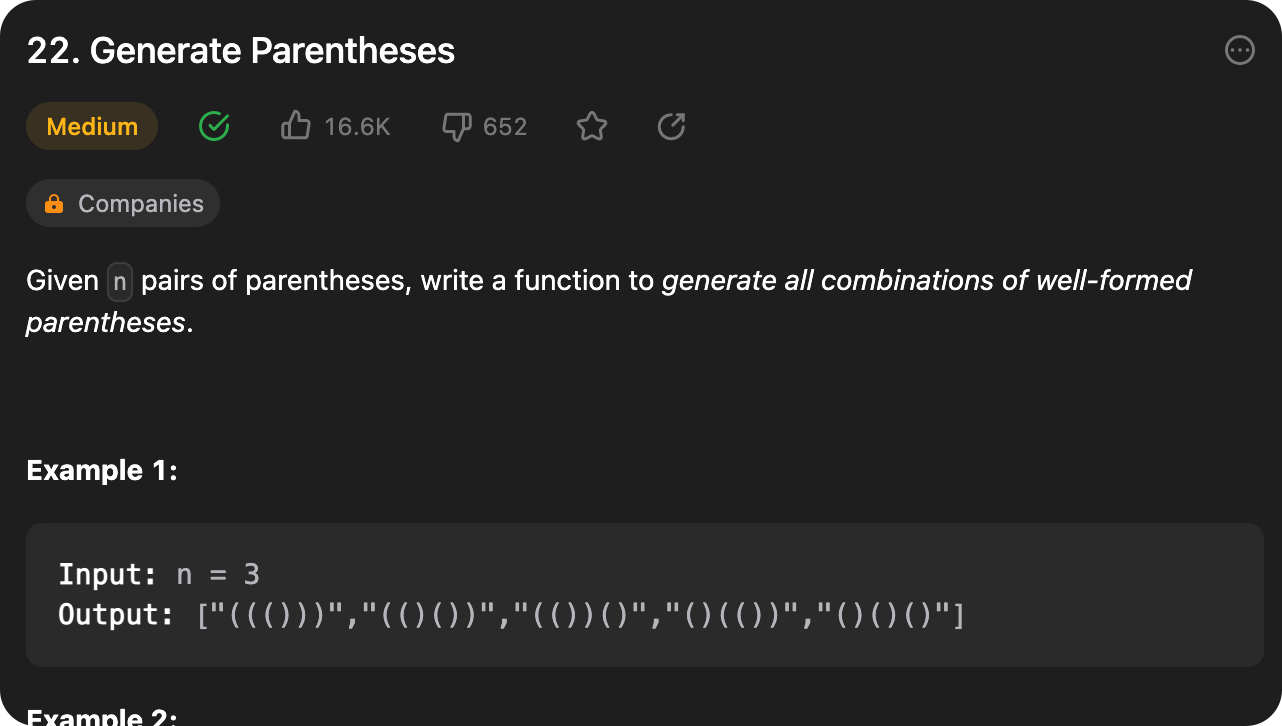 22. Generate Parentheses
Medium 16.6K 652
Companies
Given n pairs of parentheses, write a function to generate all combinations of well-formed
parentheses.
Example 1:
Input: n = 3
Output: ["((()))","(()())","(())()","()(())","()()()"]
Example 2: